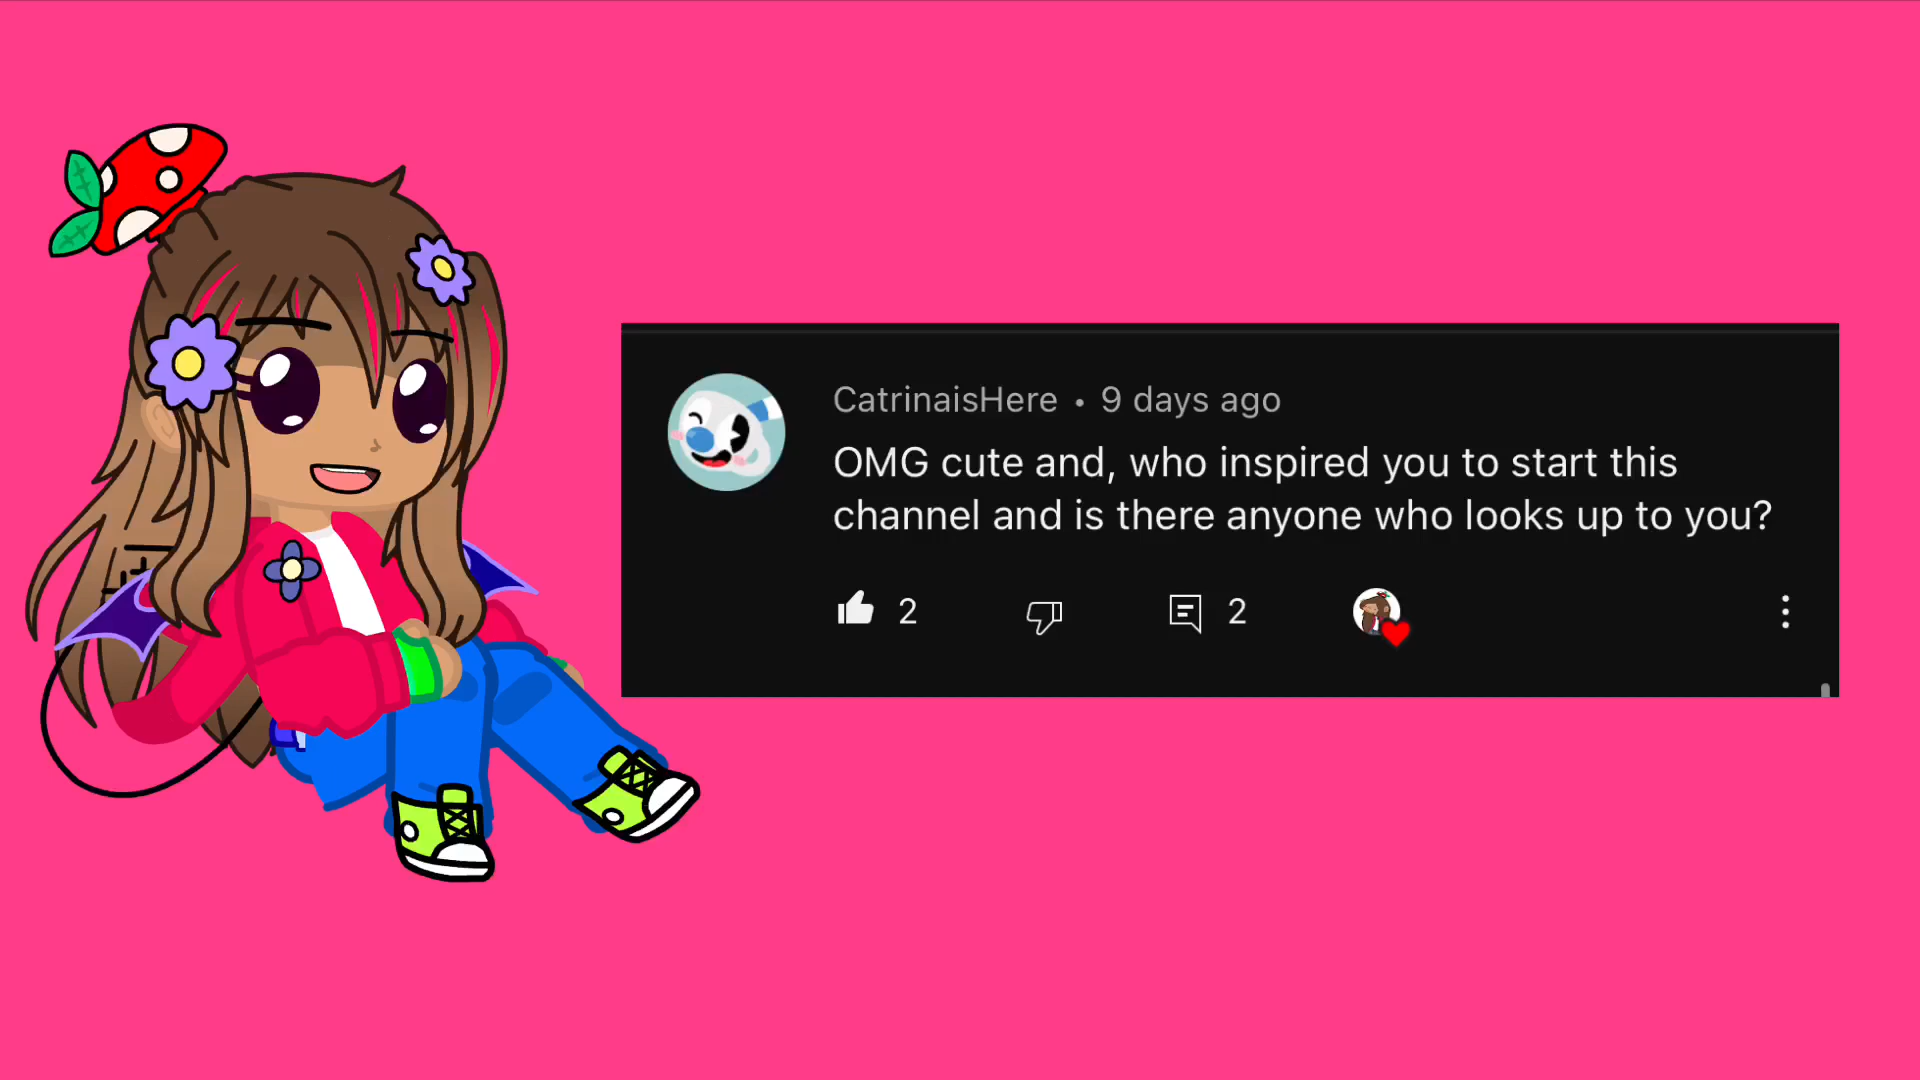 CatrinaisHere • 9 days ago
OMG cute and, who inspired you to start this
channel and is there anyone who looks up to you?
2 2